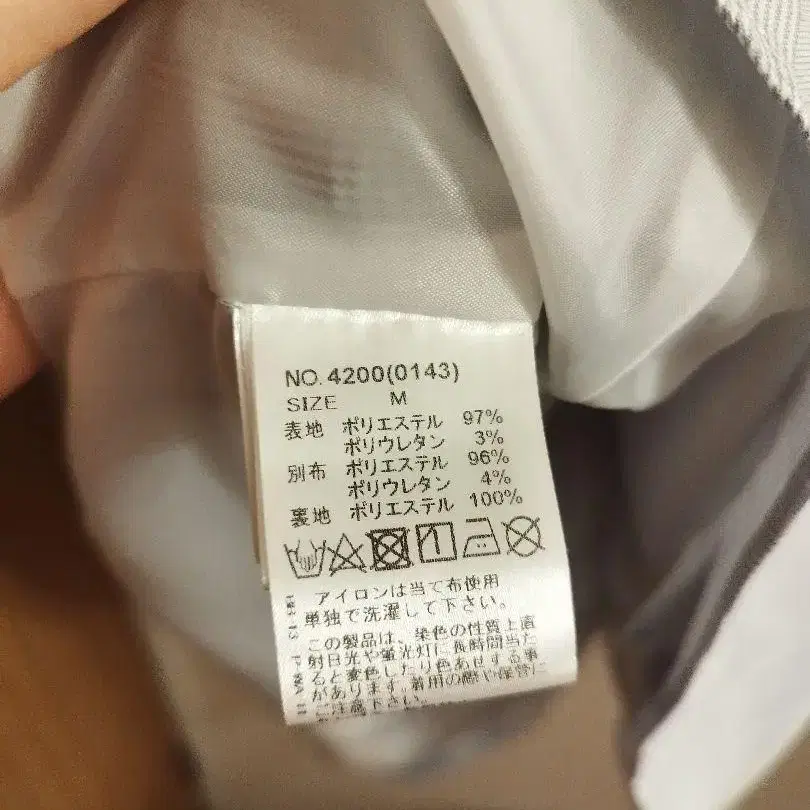 NO.4200(0143)
SIZE M
表地 ポリエステル 97%
ポリウレタン 3%
別布 ポリエステル 96%
ポリウレタン 4%
裏地 ポリエステル 100%
アイロンは当て布使用
単独で洗濯して下さい。
この製品は、染色の性質上直
射日光や蛍光灯に長時間当た
ると変色したり色あせする事
があります。着用の際や保管に
ご注意下さい。